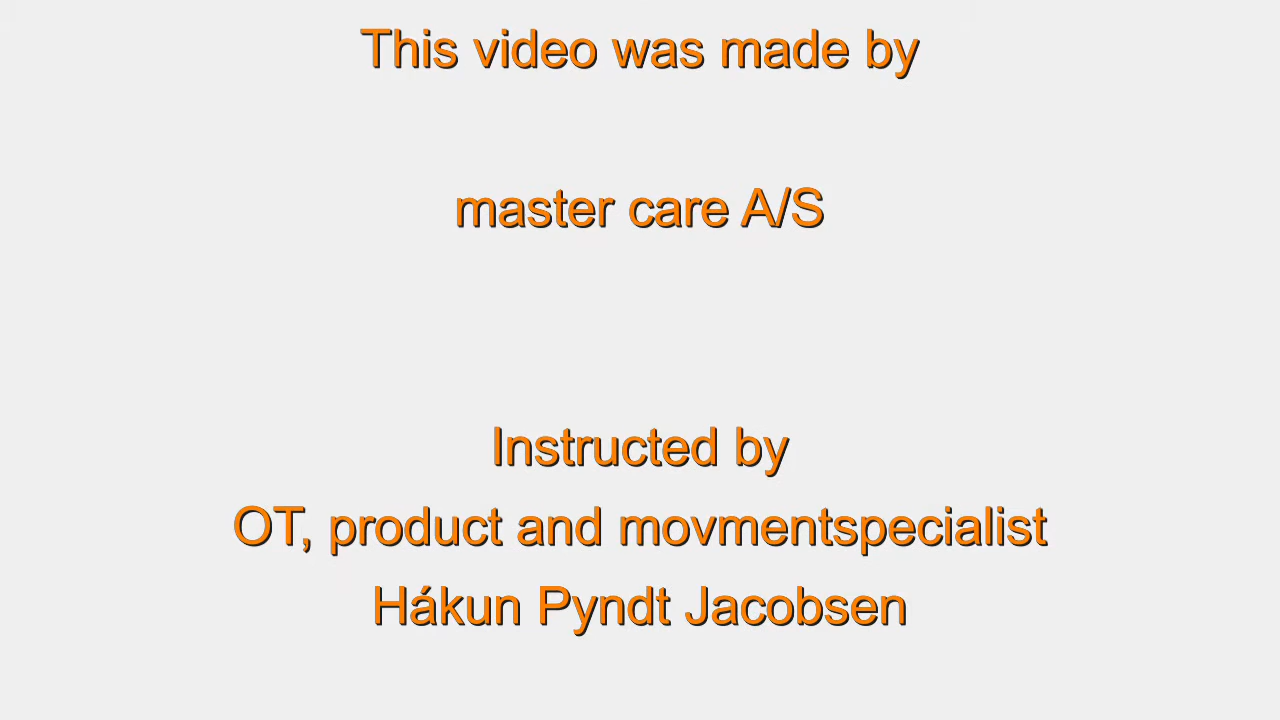 This video was made by
master care A/S
Instructed by
OT, product and movmentspecialist
Hákun Pyndt Jacobsen